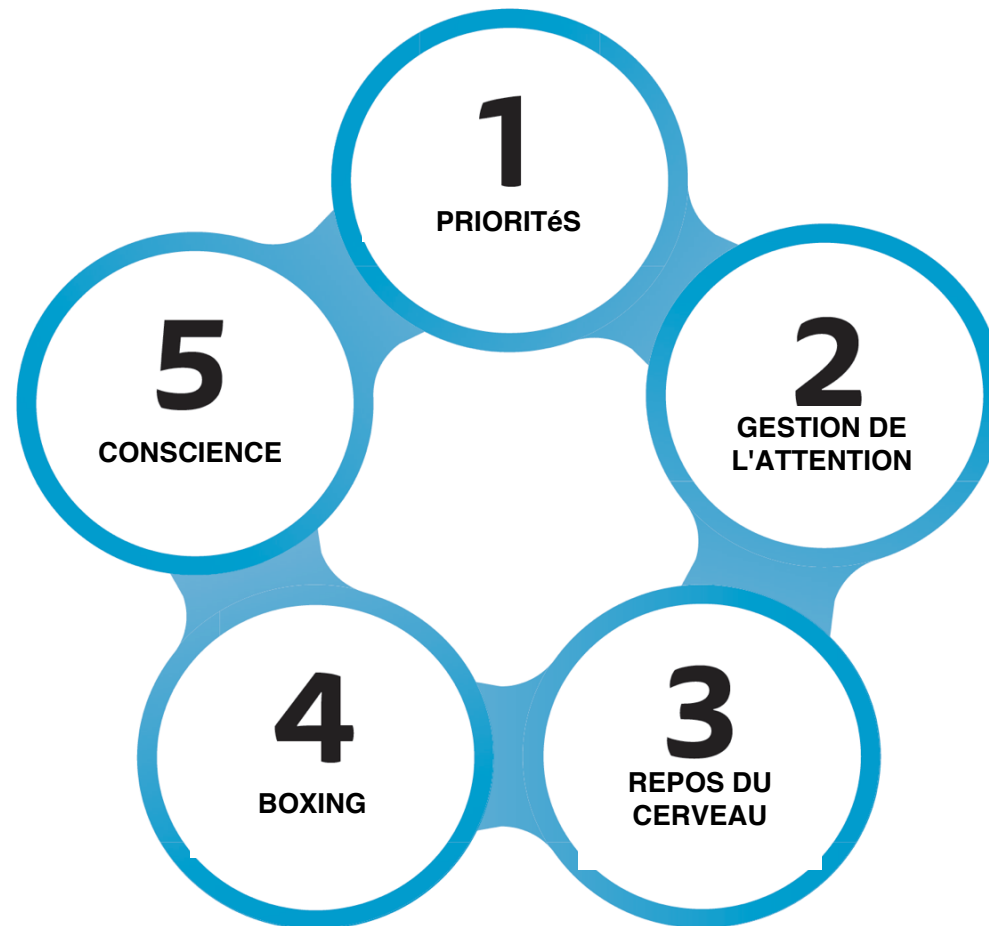 1
PRIORITéS
2
GESTION DE
L'ATTENTION
3
REPOS DU
CERVEAU
4
BOXING
5
CONSCIENCE